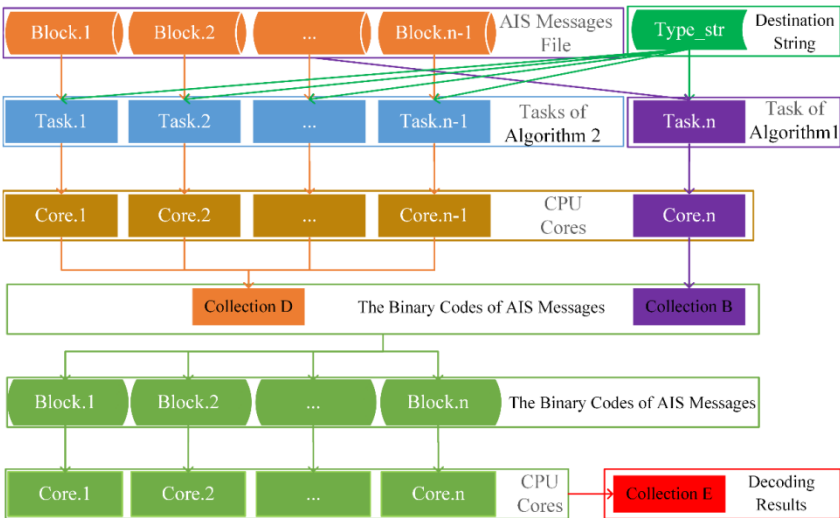 Block.1 Block.2 ... Block.n-1 AIS Messages File
Type_str Destination String
Task.1 Task.2 ... Task.n-1 Tasks of Algorithm 2
Task.n Task of Algorithm1
Core.1 Core.2 ... Core.n-1 CPU Cores Core.n
Collection D The Binary Codes of AIS Messages Collection B
Block.1 Block.2 ... Block.n The Binary Codes of AIS Messages
Core.1 Core.2 ... Core.n CPU Cores
Collection E Decoding Results